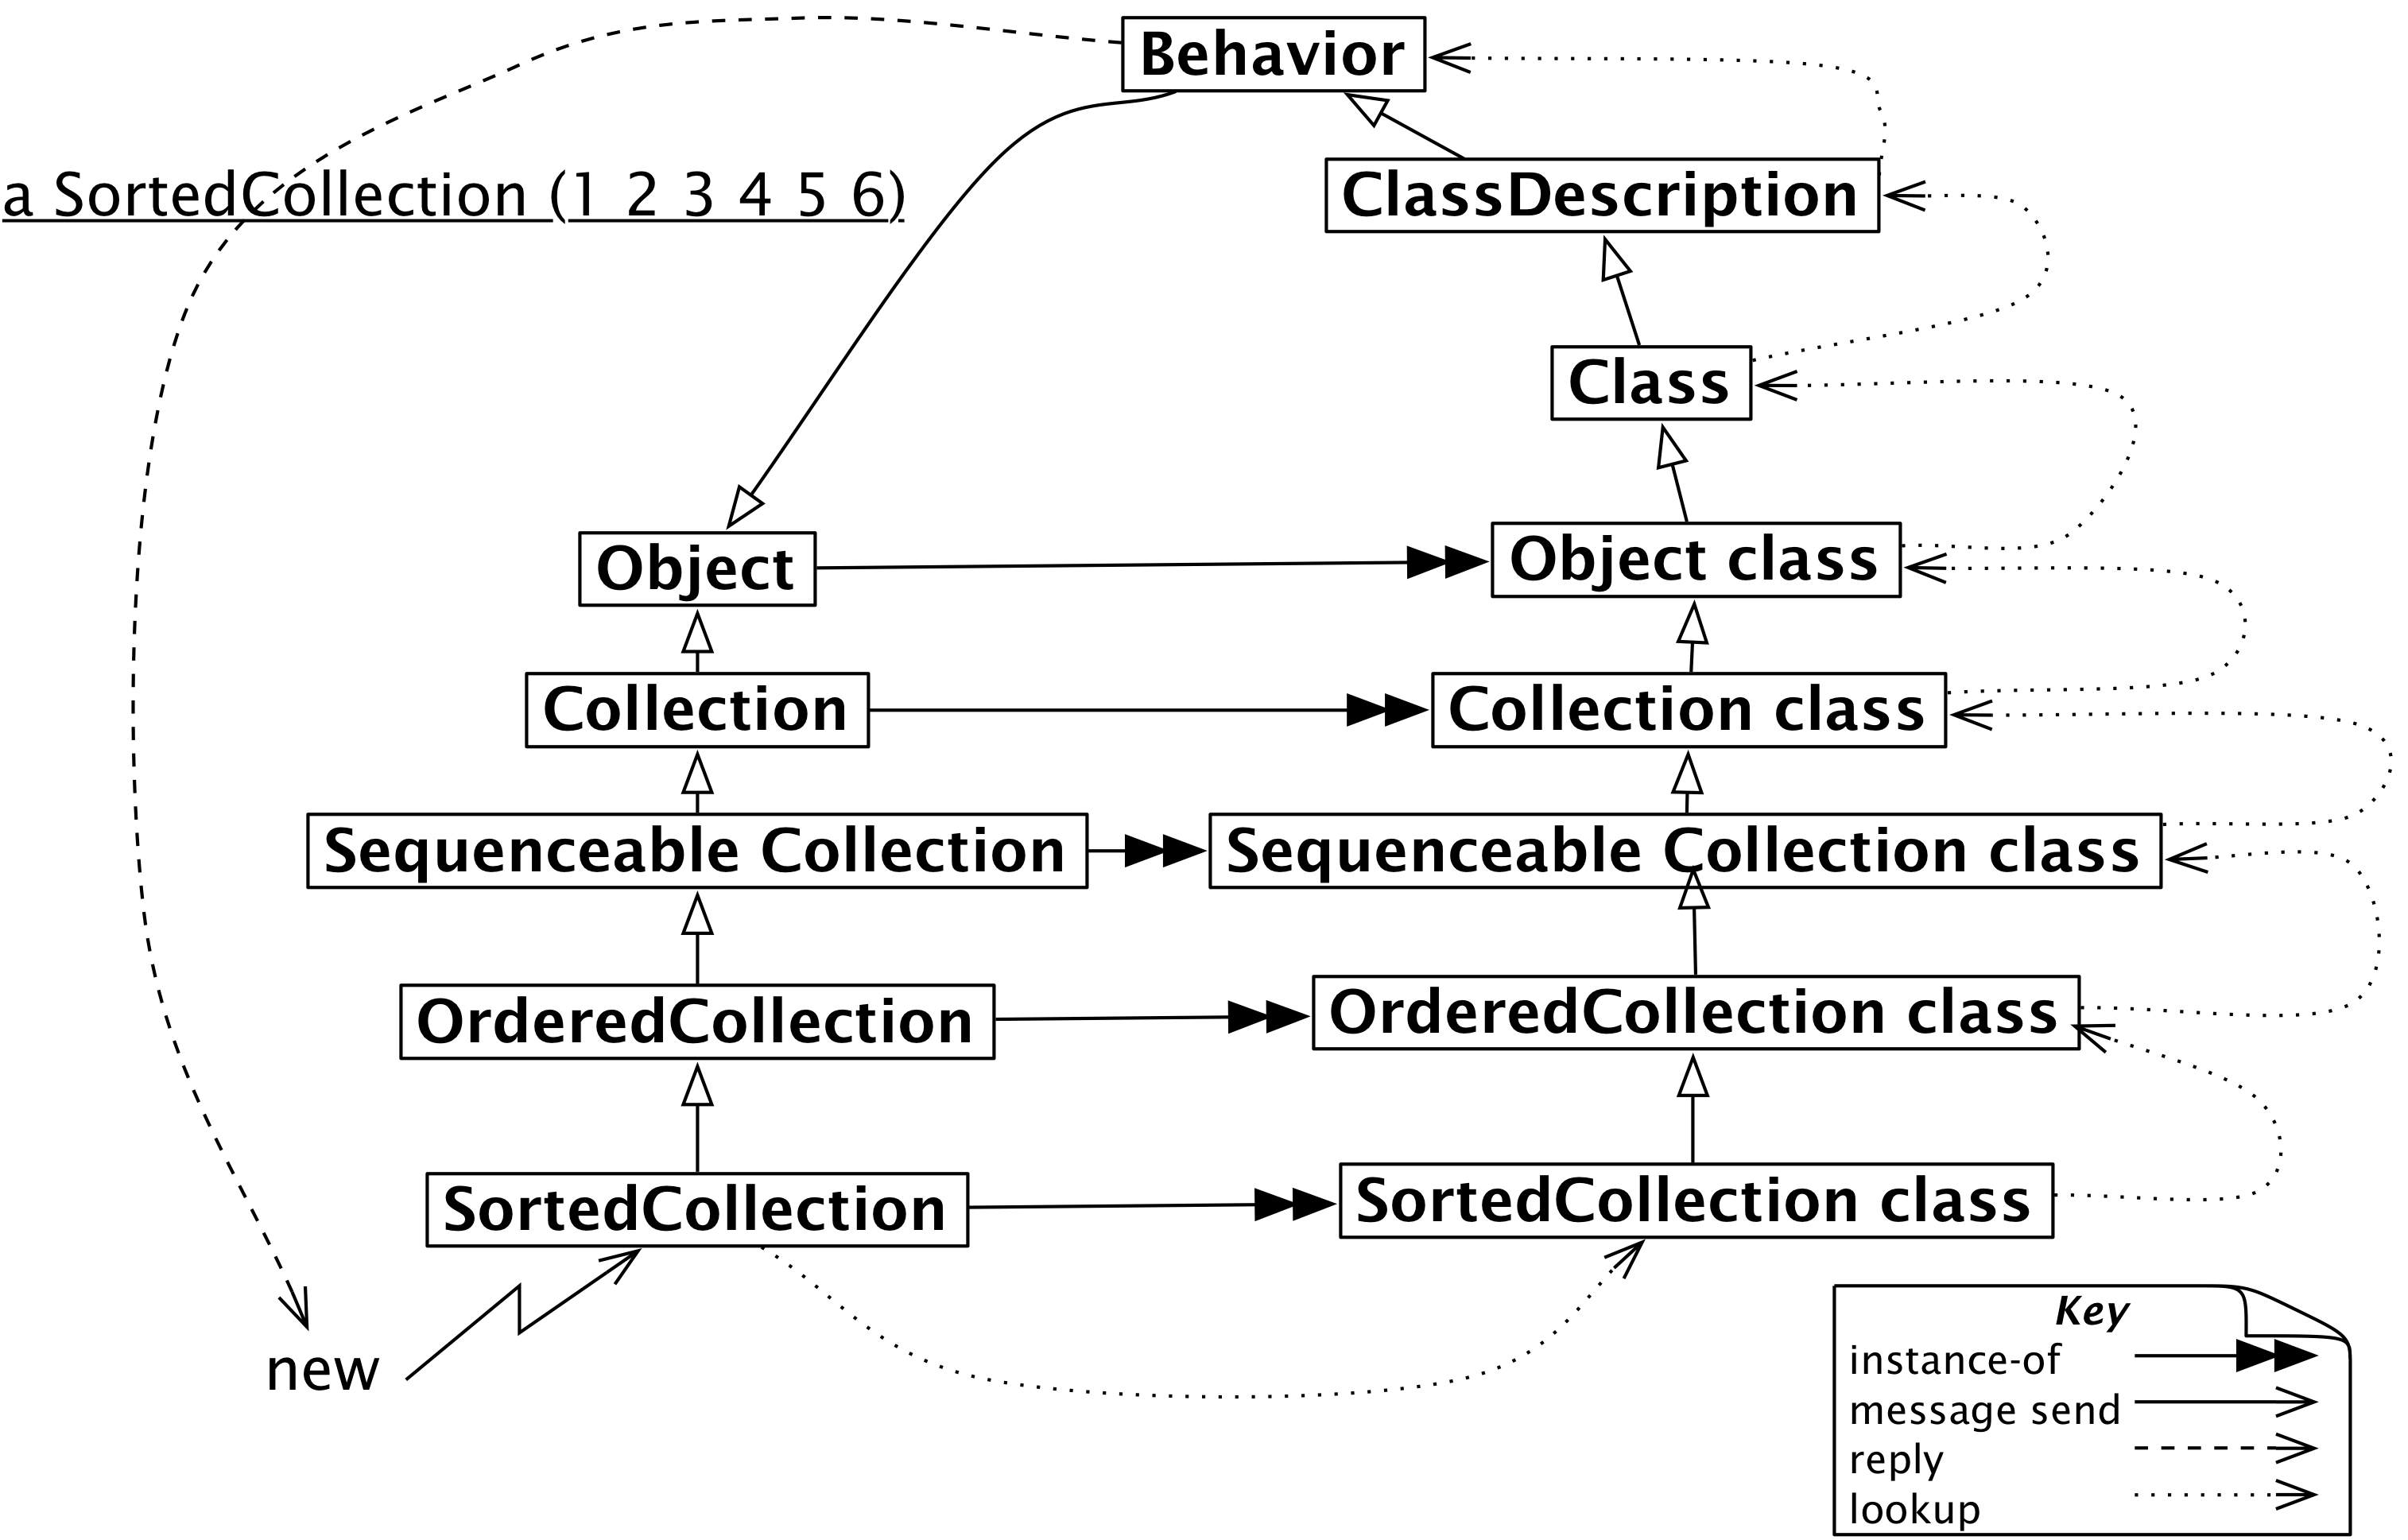 Behavior
a SortedCollection (1 2 3 4 5 6)
ClassDescription
Class
Object
Object class
Collection
Collection class
Sequenceable Collection
Sequenceable Collection class
OrderedCollection
OrderedCollection class
SortedCollection
SortedCollection class
new
Key
instance-of
message send
reply
lookup